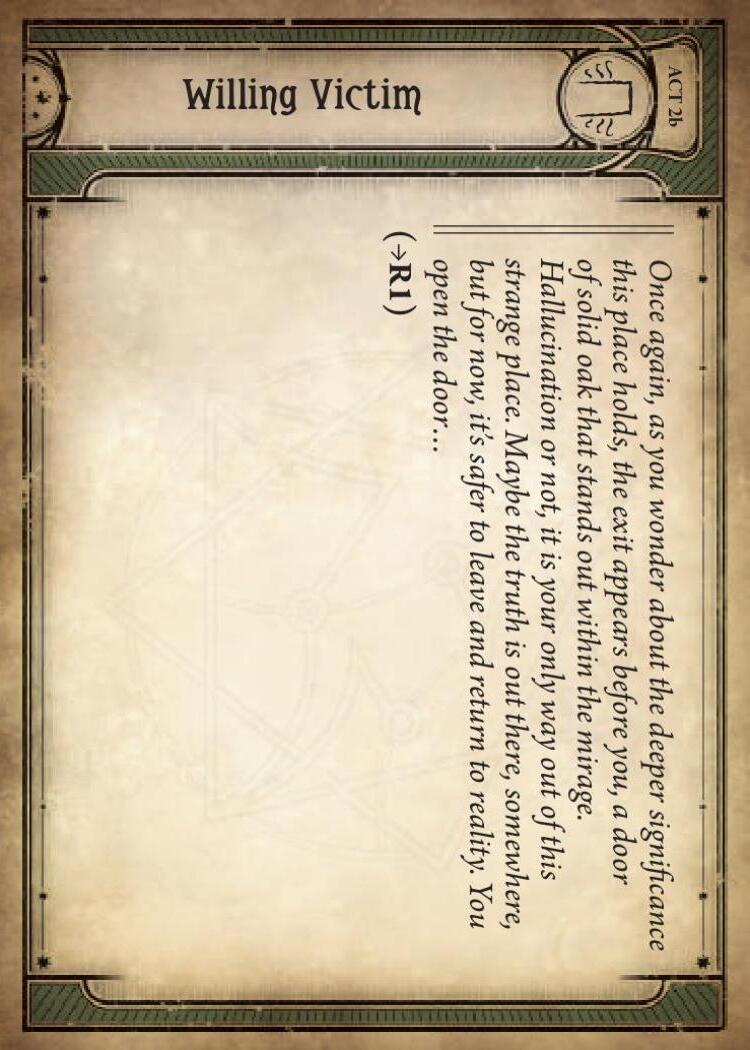 ACT 2b
Willing Victim
Once again, as you wonder about the deeper significance
this place holds, the exit appears before you, a door
of solid oak that stands out within the mirage.
Hallucination or not, it is your only way out of this
strange place. Maybe the truth is out there, somewhere,
but for now, it's safer to leave and return to reality. You
open the door…
(→R1)